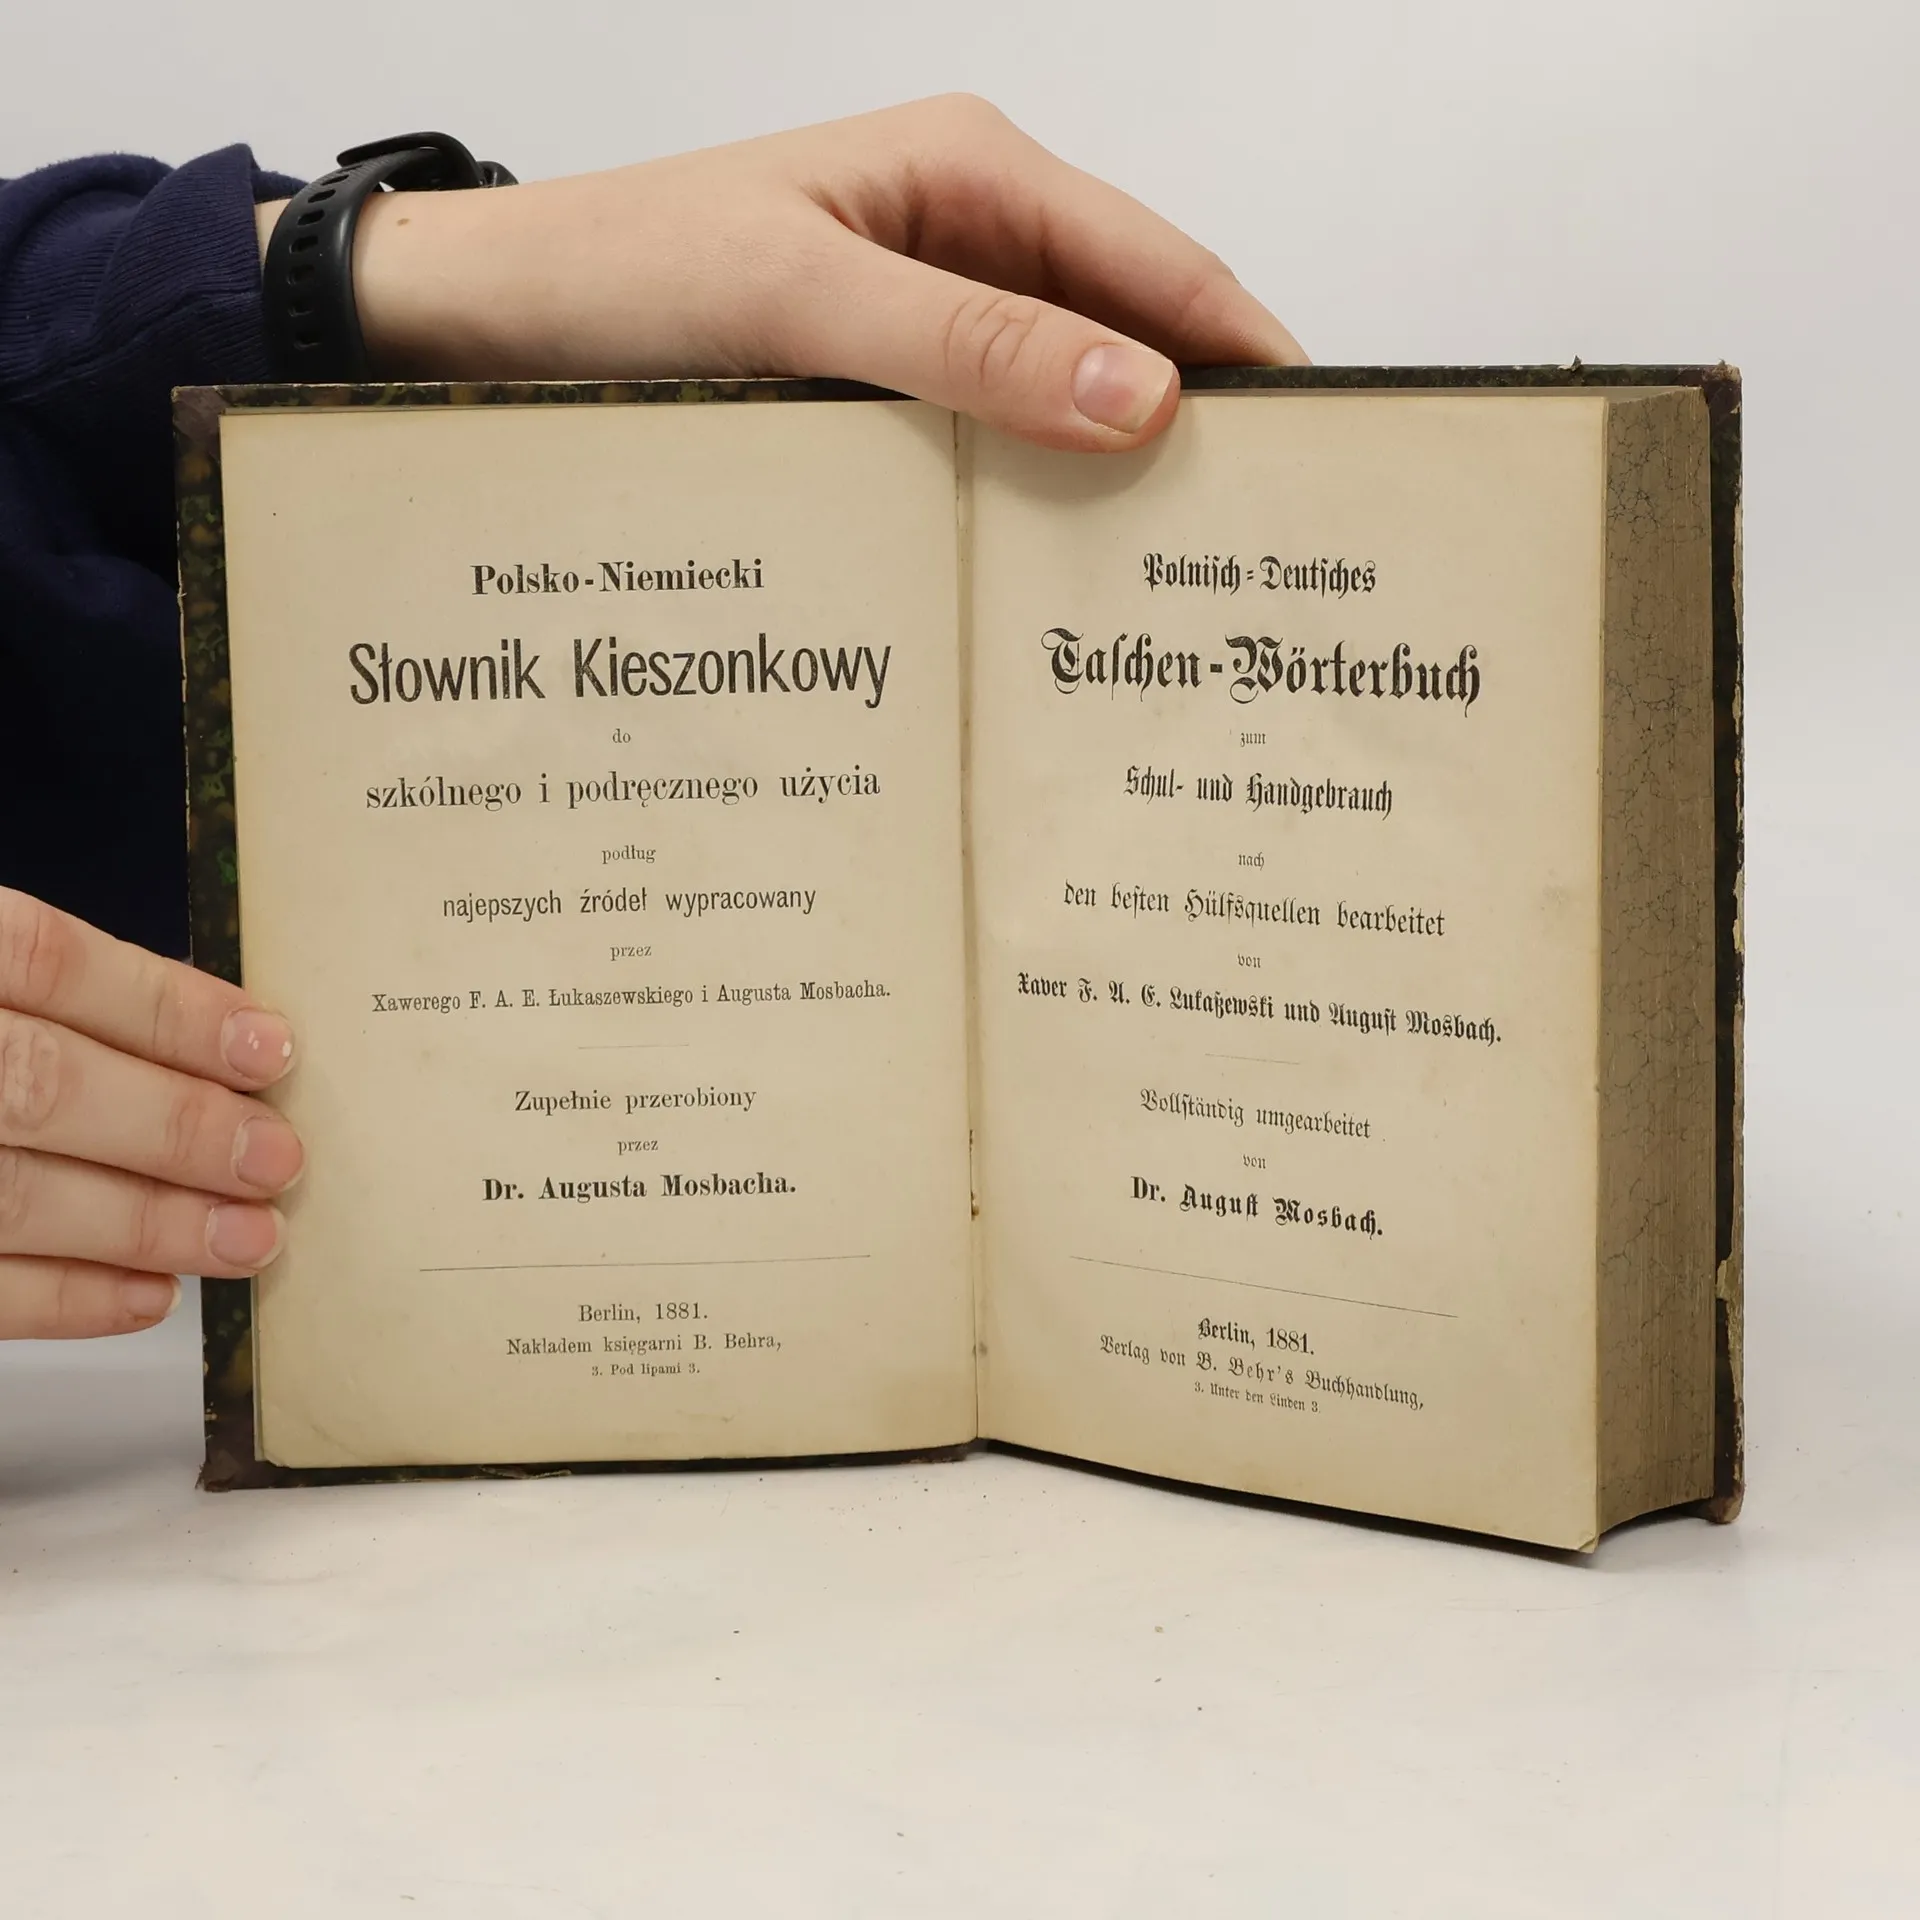 Polsko-Niemiecki
Słownik Kieszonkowy
do
szkólnego i podręcznego użycia
podług
najepszych źródeł wypracowany
przez
Xawerego F. A. E. Łukaszewskiego i Augusta Mosbacha.
Zupełnie przerobiony
przez
Dr. Augusta Mosbacha.
Berlin, 1881.
Nakładem księgarni B. Behra,
3. Pod lipami 3.
Polnisch-Deutsches
Taschen-Wörterbuch
zum
Schul- und Handgebrauch
nach
den besten Hülfsquellen bearbeitet
von
Xaver F. A. E. Lukaßewski und August Mosbach.
Vollständig umgearbeitet
von
Dr. August Mosbach.
Berlin, 1881.
Verlag von B. Behr's Buchhandlung,
3. Unter den Linden 3.